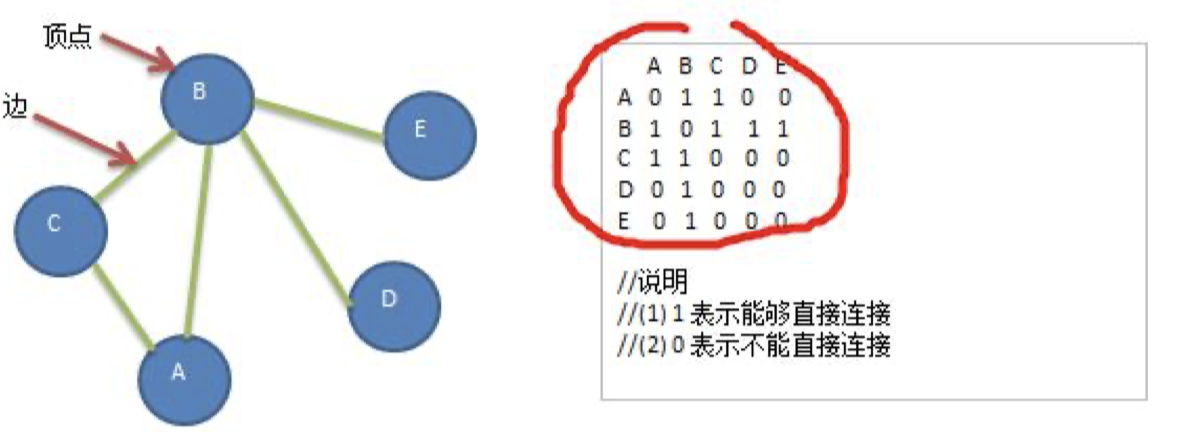 顶点
边
B
E
C
D
A
A B C D E
A 0 1 1 0 0
B 1 0 1 1 1
C 1 1 0 0 0
D 0 1 0 0 0
E 0 1 0 0 0
//说明
//(1) 1 表示能够直接连接
//(2) 0 表示不能直接连接